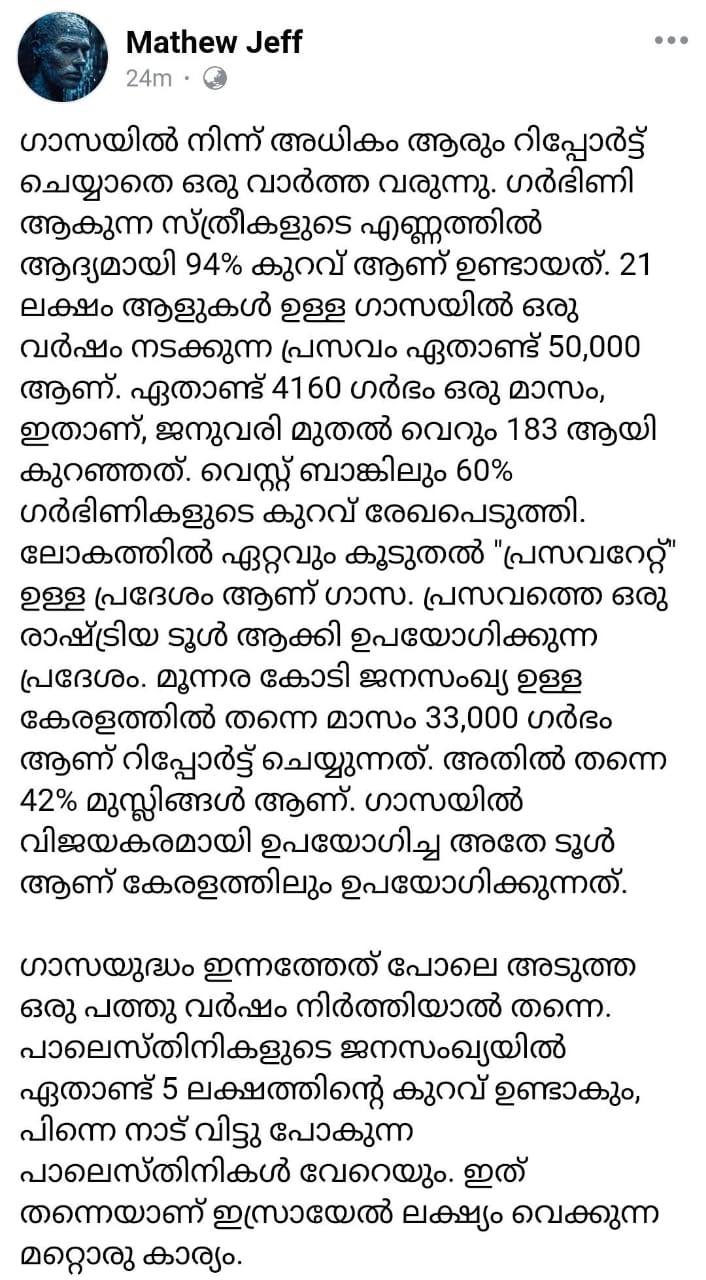 Mathew Jeff
24m
ഗാസയിൽ നിന്ന് അധികം ആരും റിപ്പോർട്ട്
ചെയ്യാതെ ഒരു വാർത്ത വരുന്നു. ഗർഭിണി
ആകുന്ന സ്ത്രീകളുടെ എണ്ണത്തിൽ
ആദ്യമായി 94% കുറവ് ആണ് ഉണ്ടായത്. 21
ലക്ഷം ആളുകൾ ഉള്ള ഗാസയിൽ ഒരു
വർഷം നടക്കുന്ന പ്രസവം ഏതാണ്ട് 50,000
ആണ്. ഏതാണ്ട് 4160 ഗർഭം ഒരു മാസം,
ഇതാണ്, ജനുവരി മുതൽ വെറും 183 ആയി
കുറഞ്ഞത്. വെസ്റ്റ് ബാങ്കിലും 60%
ഗർഭിണികളുടെ കുറവ് രേഖപെടുത്തി.
ലോകത്തിൽ ഏറ്റവും കൂടുതൽ "പ്രസവറേറ്റ്"
ഉള്ള പ്രദേശം ആണ് ഗാസ. പ്രസവത്തെ ഒരു
രാഷ്ട്രിയ ടൂൾ ആക്കി ഉപയോഗിക്കുന്ന
പ്രദേശം. മൂന്നര കോടി ജനസംഖ്യ ഉള്ള
കേരളത്തിൽ തന്നെ മാസം 33,000 ഗർഭം
ആണ് റിപ്പോർട്ട് ചെയ്യുന്നത്. അതിൽ തന്നെ
42% മുസ്ലിങ്ങൾ ആണ്. ഗാസയിൽ
വിജയകരമായി ഉപയോഗിച്ച അതേ ടൂൾ
ആണ് കേരളത്തിലും ഉപയോഗിക്കുന്നത്.
ഗാസയുദ്ധം ഇന്നത്തേത് പോലെ അടുത്ത
ഒരു പത്തു വർഷം നിർത്തിയാൽ തന്നെ.
പാലെസ്തിനികളുടെ ജനസംഖ്യയിൽ
ഏതാണ്ട് 5 ലക്ഷത്തിന്റെ കുറവ് ഉണ്ടാകും,
പിന്നെ നാട് വിട്ടു പോകുന്ന
പാലെസ്തിനികൾ വേറെയും. ഇത്
തന്നെയാണ് ഇസ്രായേൽ ലക്ഷ്യം വെക്കുന്ന
മറ്റൊരു കാര്യം.